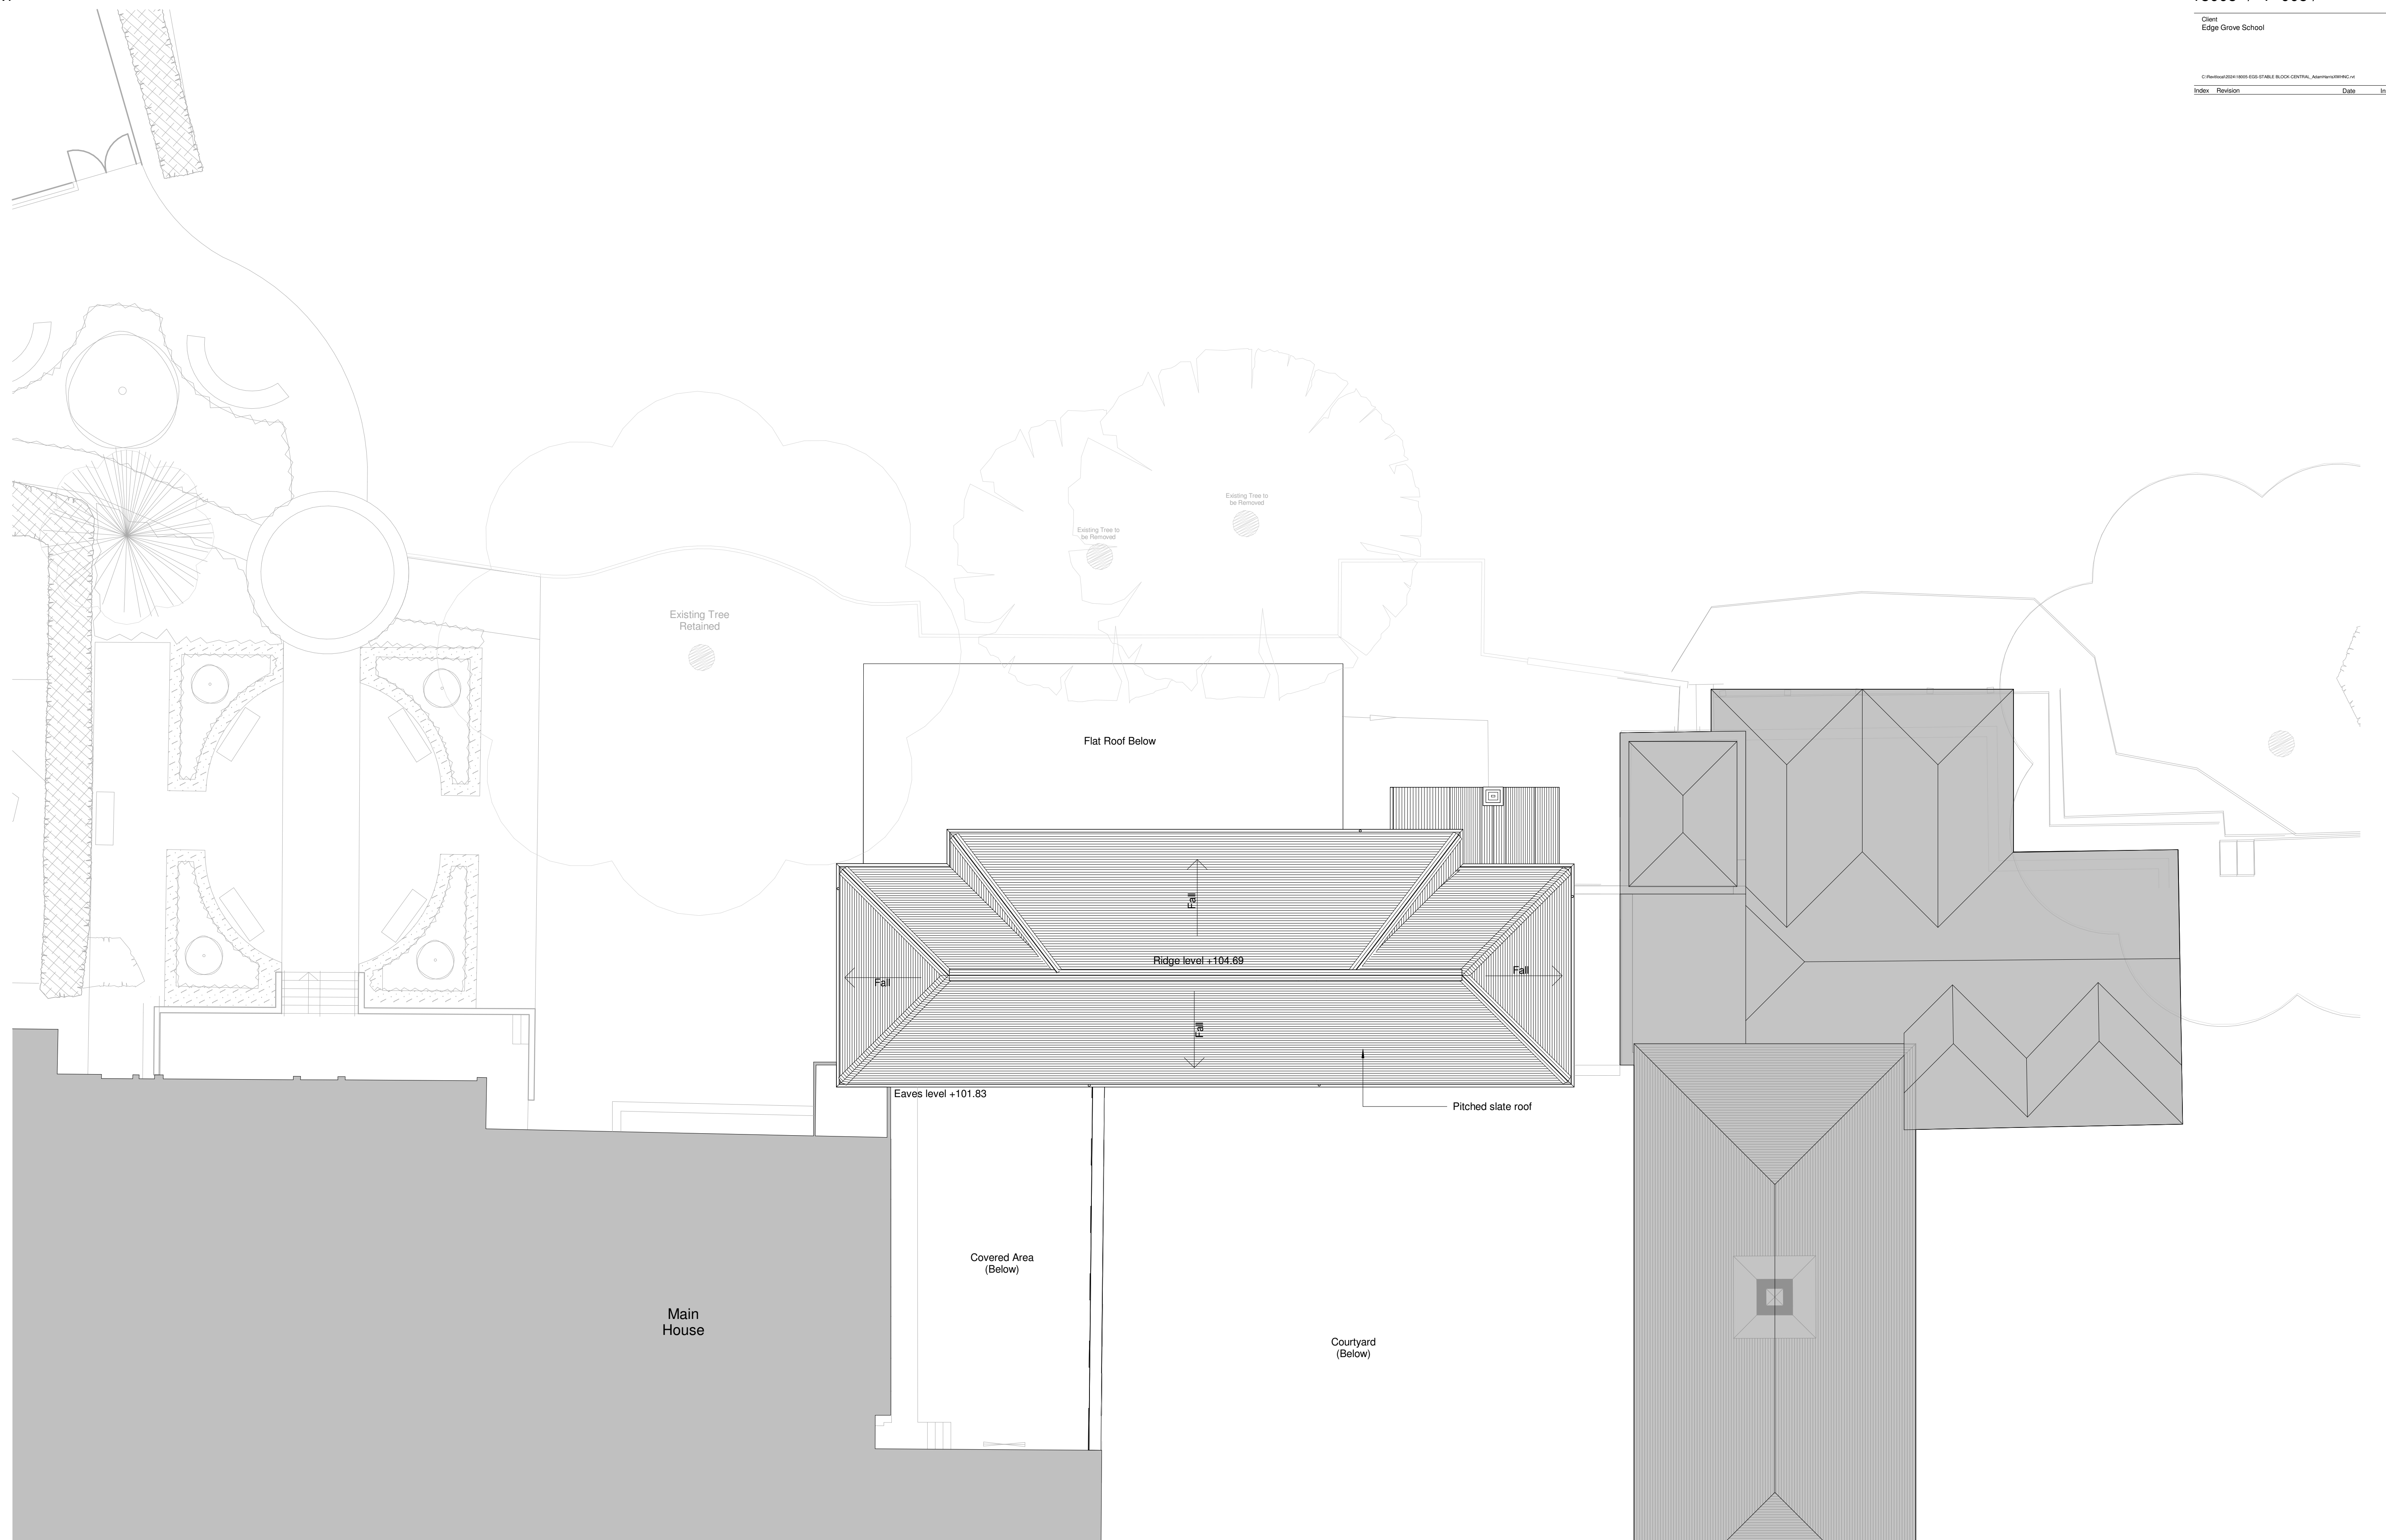 Client
Edge Grove School
Index Revision Date
Existing Tree to
be Removed
Existing Tree to
be Removed
Existing Tree
Retained
Flat Roof Below
Fall
Ridge level +104.69
Fall
Fall
Fall
Eaves level +101.83
Pitched slate roof
Covered Area
(Below)
Main
House
Courtyard
(Below)